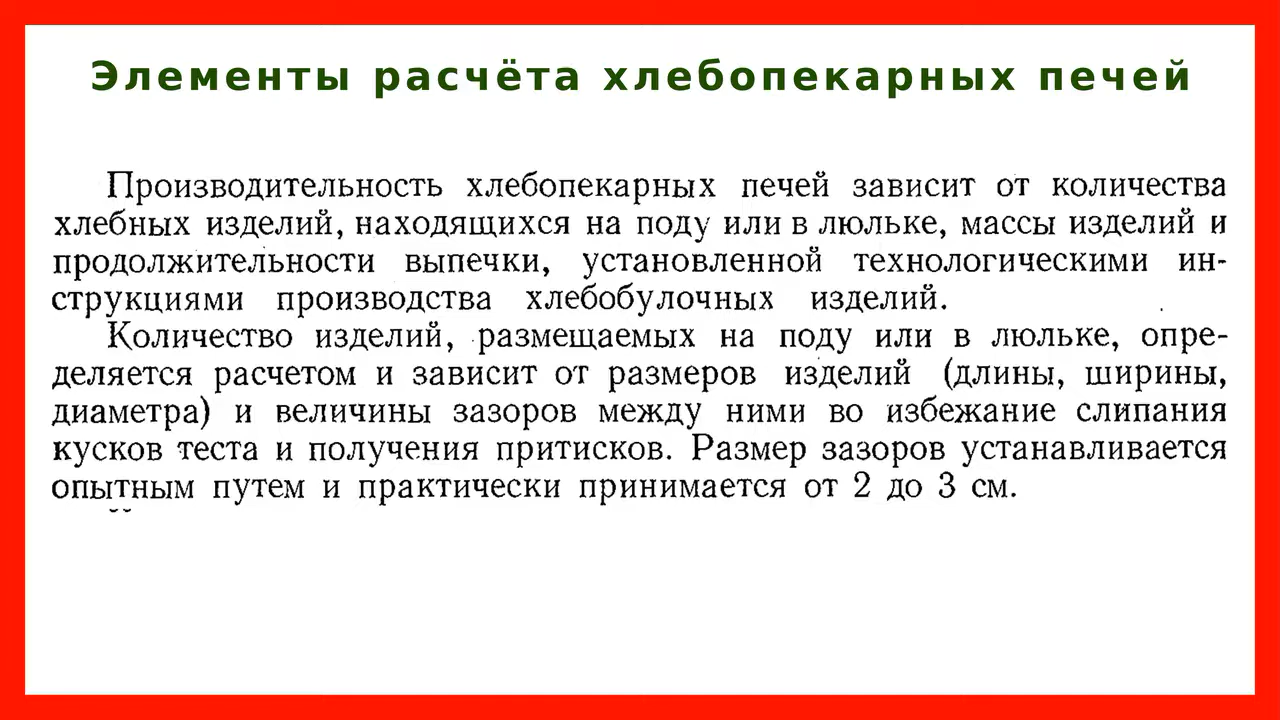 Элементы расчёта хлебопекарных печей
Производительность хлебопекарных печей зависит от количества
хлебных изделий, находящихся на поду или в люльке, массы изделий и
продолжительности выпечки, установленной технологическими ин-
струкциями производства хлебобулочных изделий.
Количество изделий, размещаемых на поду или в люльке, опре-
деляется расчетом и зависит от размеров изделий (длины, ширины,
диаметра) и величины зазоров между ними во избежание слипания
кусков теста и получения притисков. Размер зазоров устанавливается
опытным путем и практически принимается от 2 до 3 см.